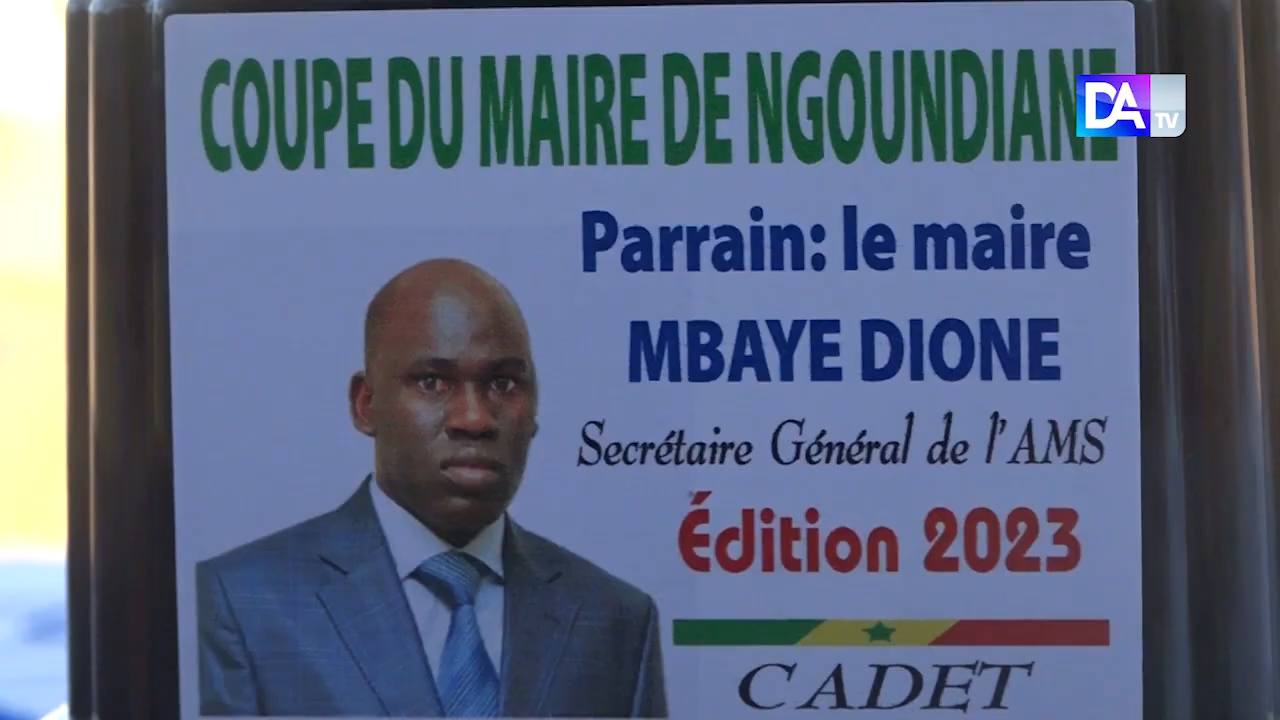 COUPE DU MAIRE DE NGOUNDIANE
DA TV
Parrain: le maire
MBAYE DIONE
Secrétaire Général de l'AMS
Édition 2023
CADET